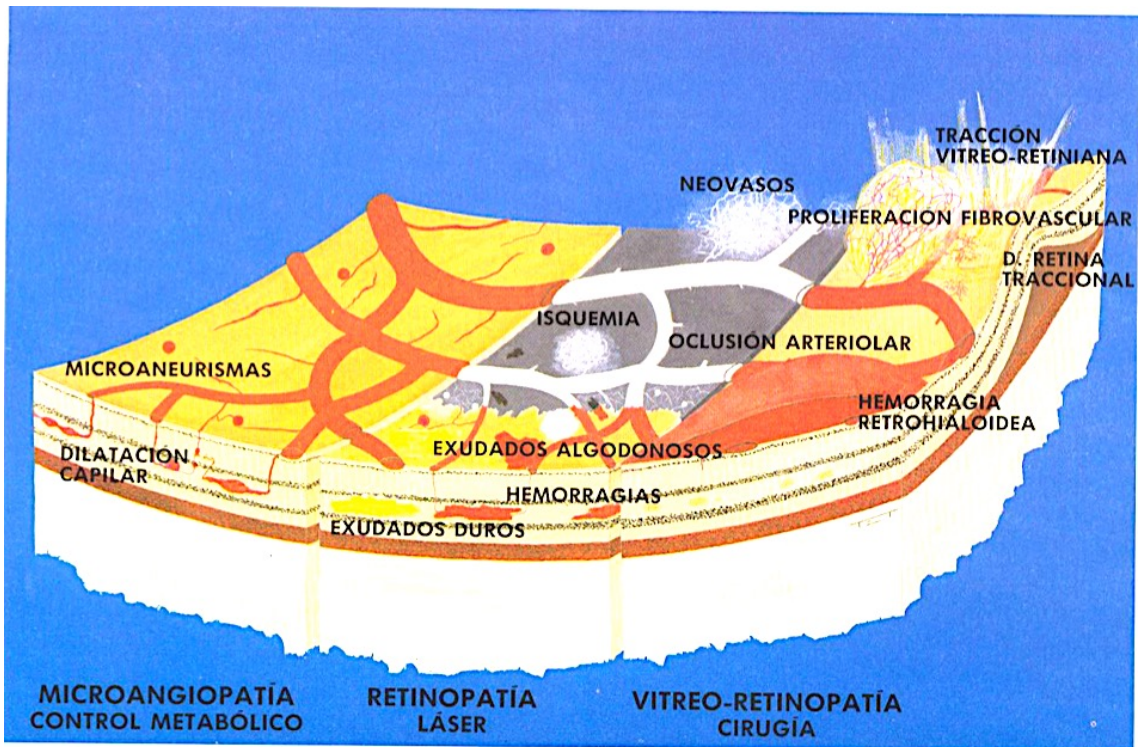 TRACCIÓN
VITREO-RETINIANA
NEOVASOS
PROLIFERACION FIBROVASCULAR
D. RETINA
TRACCIONAL
ISQUEMIA
OCLUSIÓN ARTERIOLAR
MICROANEURISMAS
HEMORRAGIA
RETROHIALOIDEA
EXUDADOS ALGODONOSOS
DILATACIÓN
CAPILAR
HEMORRAGIAS
EXUDADOS DUROS
MICROANGIOPATÍA
CONTROL METABÓLICO
RETINOPATÍA
LÁSER
VITREO-RETINOPATÍA
CIRUGÍA